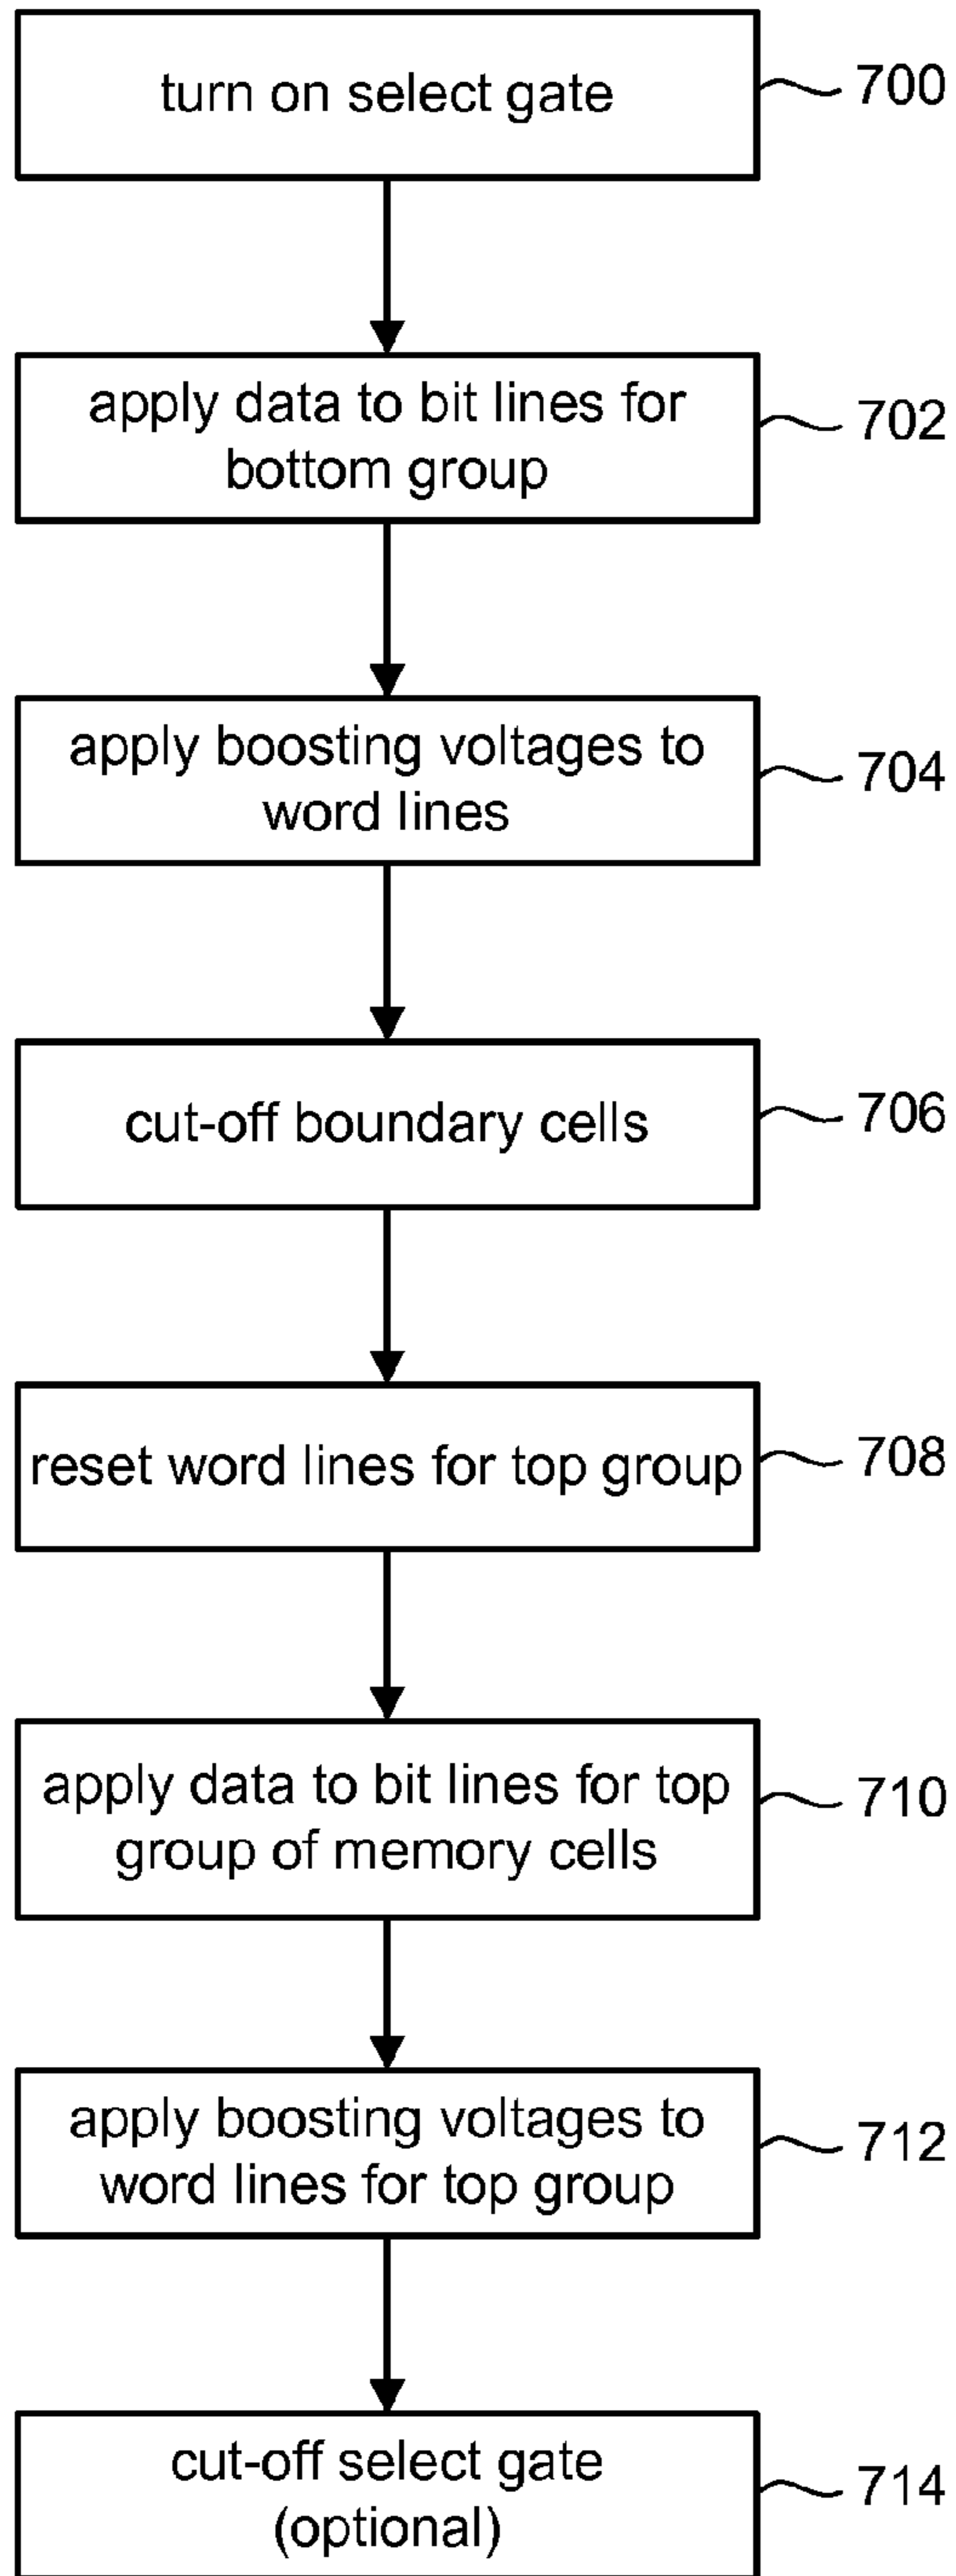 turn on select gate
700
apply data to bit lines for
bottom group
702
apply boosting voltages to
word lines
704
cut-off boundary cells
706
reset word lines for top group
708
apply data to bit lines for top
group of memory cells
710
apply boosting voltages to
word lines for top group
712
cut-off select gate
(optional)
714